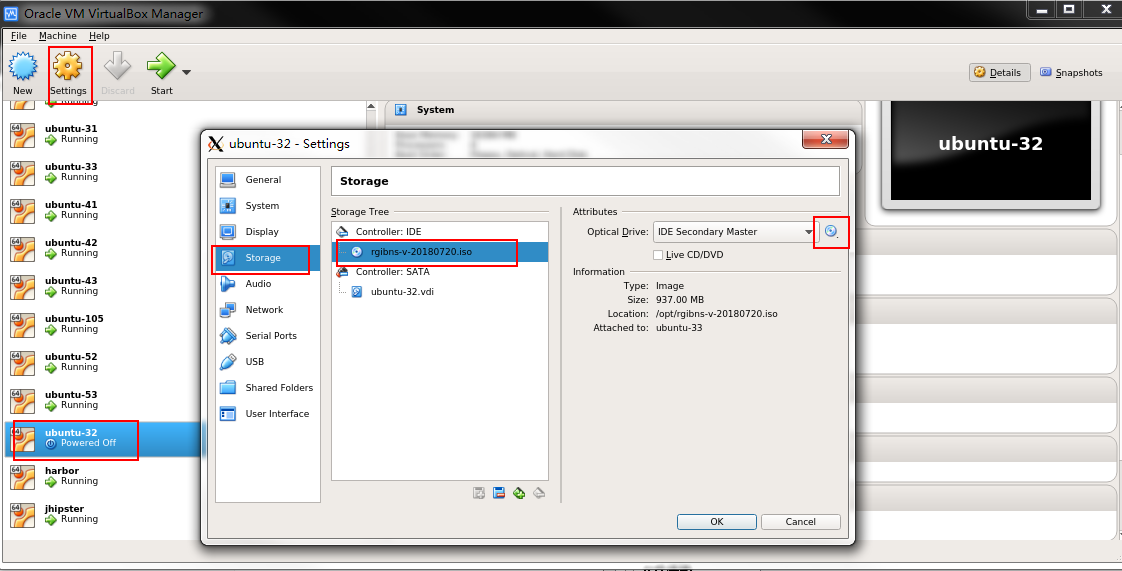 Oracle VM VirtualBox Manager
File Machine Help
New Settings Discard Start
Details Snapshots
Running
ubuntu-31
Running
ubuntu-33
Running
ubuntu-41
Running
ubuntu-42
Running
ubuntu-43
Running
ubuntu-105
Running
ubuntu-52
Running
ubuntu-53
Running
ubuntu-32
Powered Off
harbor
Running
jhipster
Running
System
ubuntu-32
ubuntu-32 - Settings
General
System
Display
Storage
Audio
Network
Serial Ports
USB
Shared Folders
User Interface
Storage
Storage Tree
Controller: IDE
rgibns-v-20180720.iso
Controller: SATA
ubuntu-32.vdi
Attributes
Optical Drive: IDE Secondary Master
Live CD/DVD
Information
Type: Image
Size: 937.00 MB
Location: /opt/rgibns-v-20180720.iso
Attached to: ubuntu-33
OK Cancel